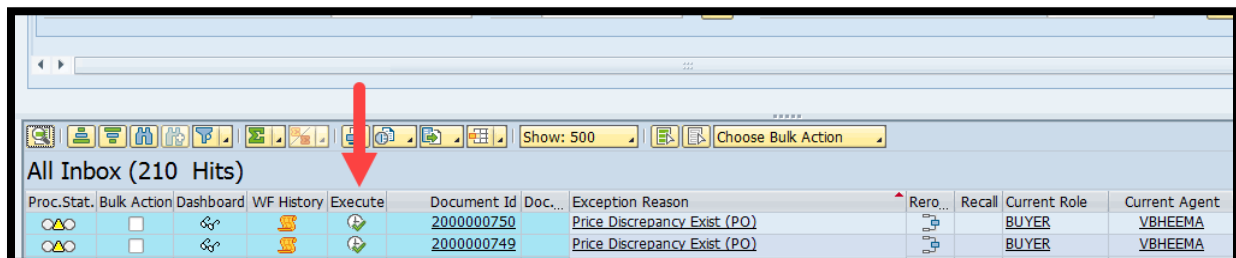 Show: 500 Choose Bulk Action
All Inbox (210 Hits)
Proc.Stat. Bulk Action Dashboard WF History Execute Document Id Doc... Exception Reason Rero... Recall Current Role Current Agent
2000000750 Price Discrepancy Exist (PO) BUYER VBHEEMA
2000000749 Price Discrepancy Exist (PO) BUYER VBHEEMA